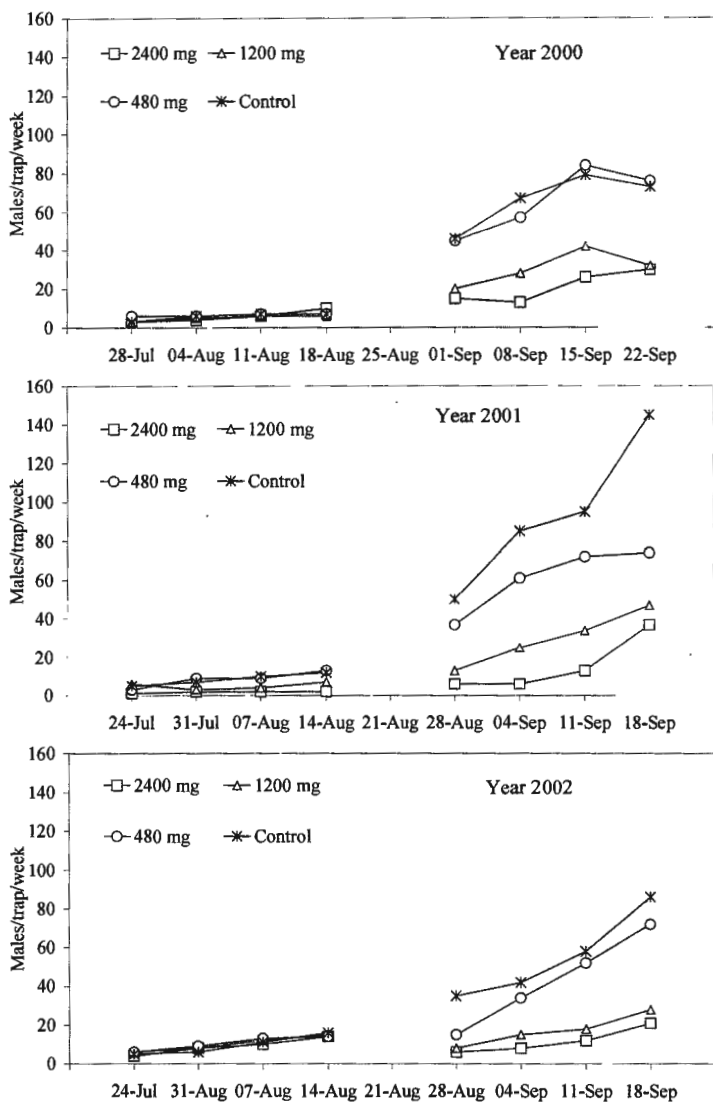 160
2400 mg 1200 mg Year 2000
140
120
480 mg Control
100
80
60
40
20
0
Males/trap/week
28-Jul 04-Aug 11-Aug 18-Aug 25-Aug 01-Sep 08-Sep 15-Sep 22-Sep
160
2400 mg 1200 mg Year 2001
140
120
480 mg Control
100
80
60
40
20
0
Males/trap/week
24-Jul 31-Jul 07-Aug 14-Aug 21-Aug 28-Aug 04-Sep 11-Sep 18-Sep
160
2400 mg 1200 mg Year 2002
140
120
480 mg Control
100
80
60
40
20
0
Males/trap/week
24-Jul 31-Aug 07-Aug 14-Aug 21-Aug 28-Aug 04-Sep 11-Sep 18-Sep